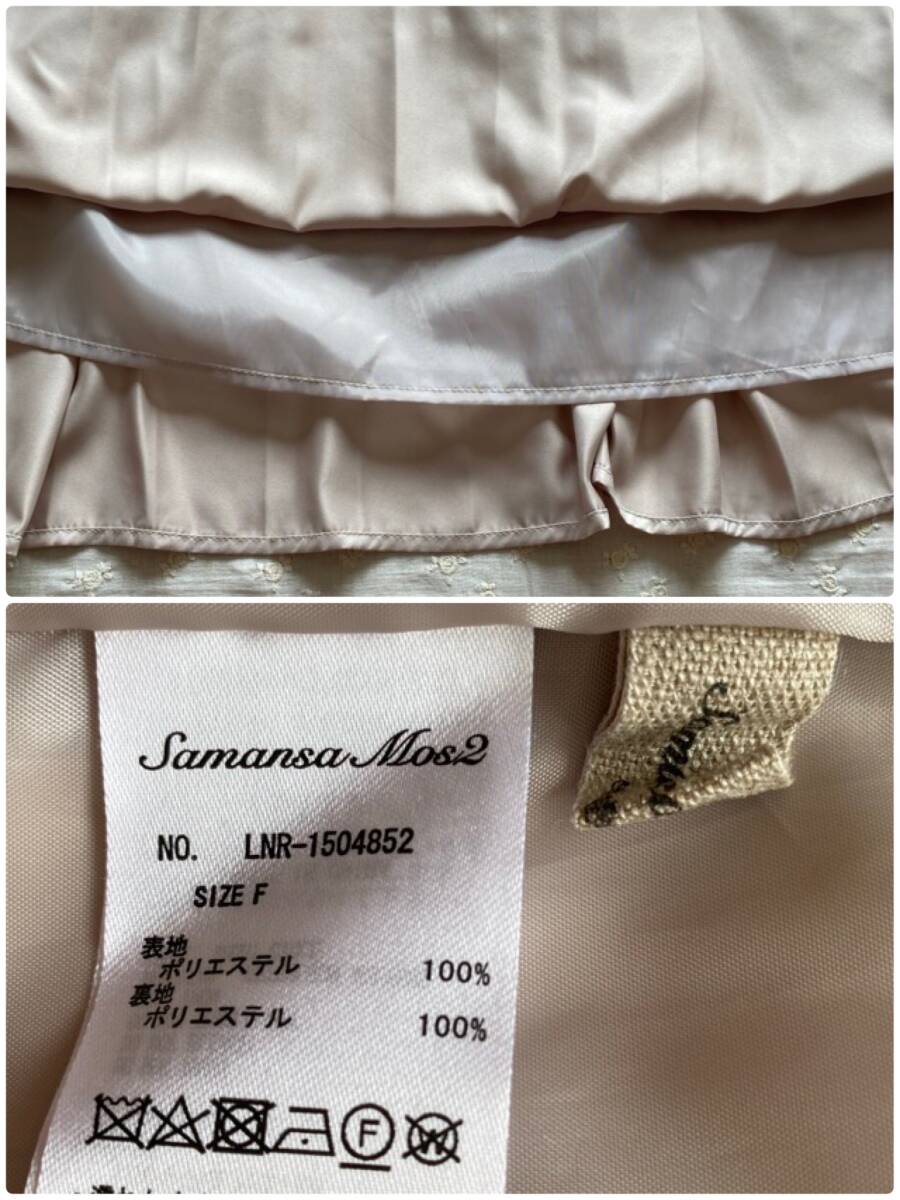 Samansa Mos2
NO. LNR-1504852
SIZE F
表地
ポリエステル 100%
裏地
ポリエステル 100%
F W